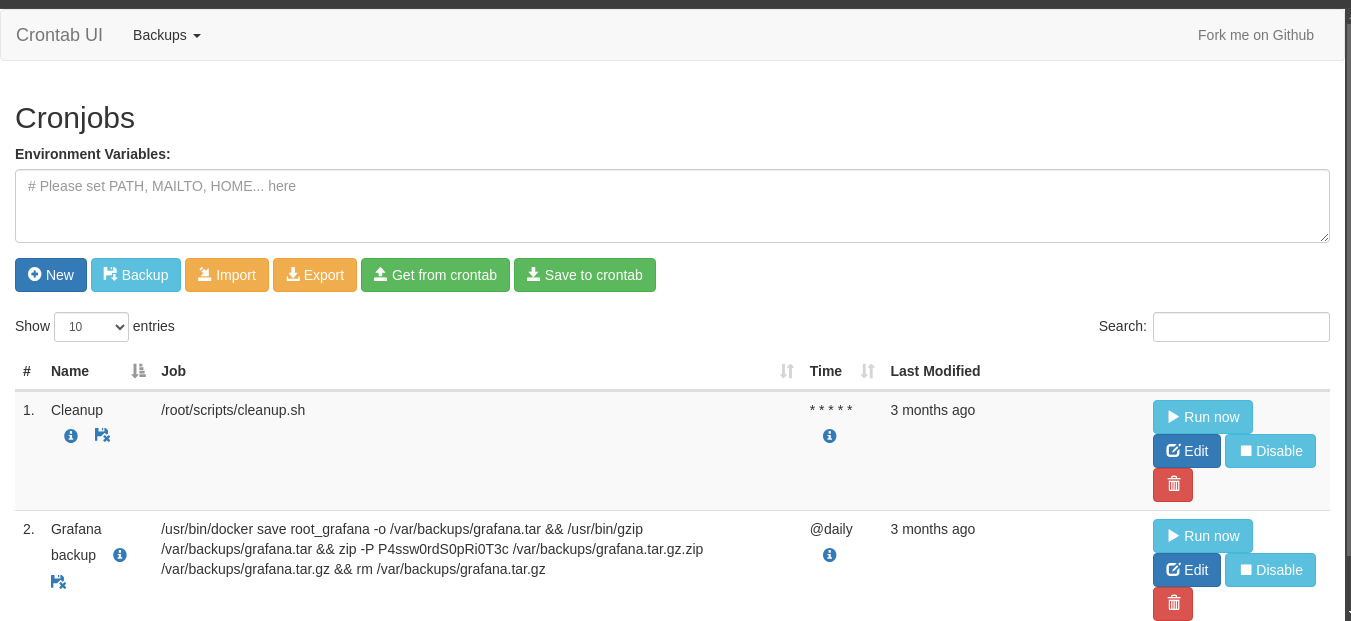 Crontab UI Backups Fork me on Github
Cronjobs
Environment Variables:
# Please set PATH, MAILTO, HOME... here
New Backup Import Export Get from crontab Save to crontab
Show 10 entries Search:
# Name Job Time Last Modified
1. Cleanup /root/scripts/cleanup.sh * * * * * 3 months ago Run now
Edit Disable
2. Grafana /usr/bin/docker save root_grafana -o /var/backups/grafana.tar && /usr/bin/gzip @daily 3 months ago Run now
backup /var/backups/grafana.tar && zip -P P4ssw0rdS0pRi0T3c /var/backups/grafana.tar.gz.zip
/var/backups/grafana.tar.gz && rm /var/backups/grafana.tar.gz Edit Disable